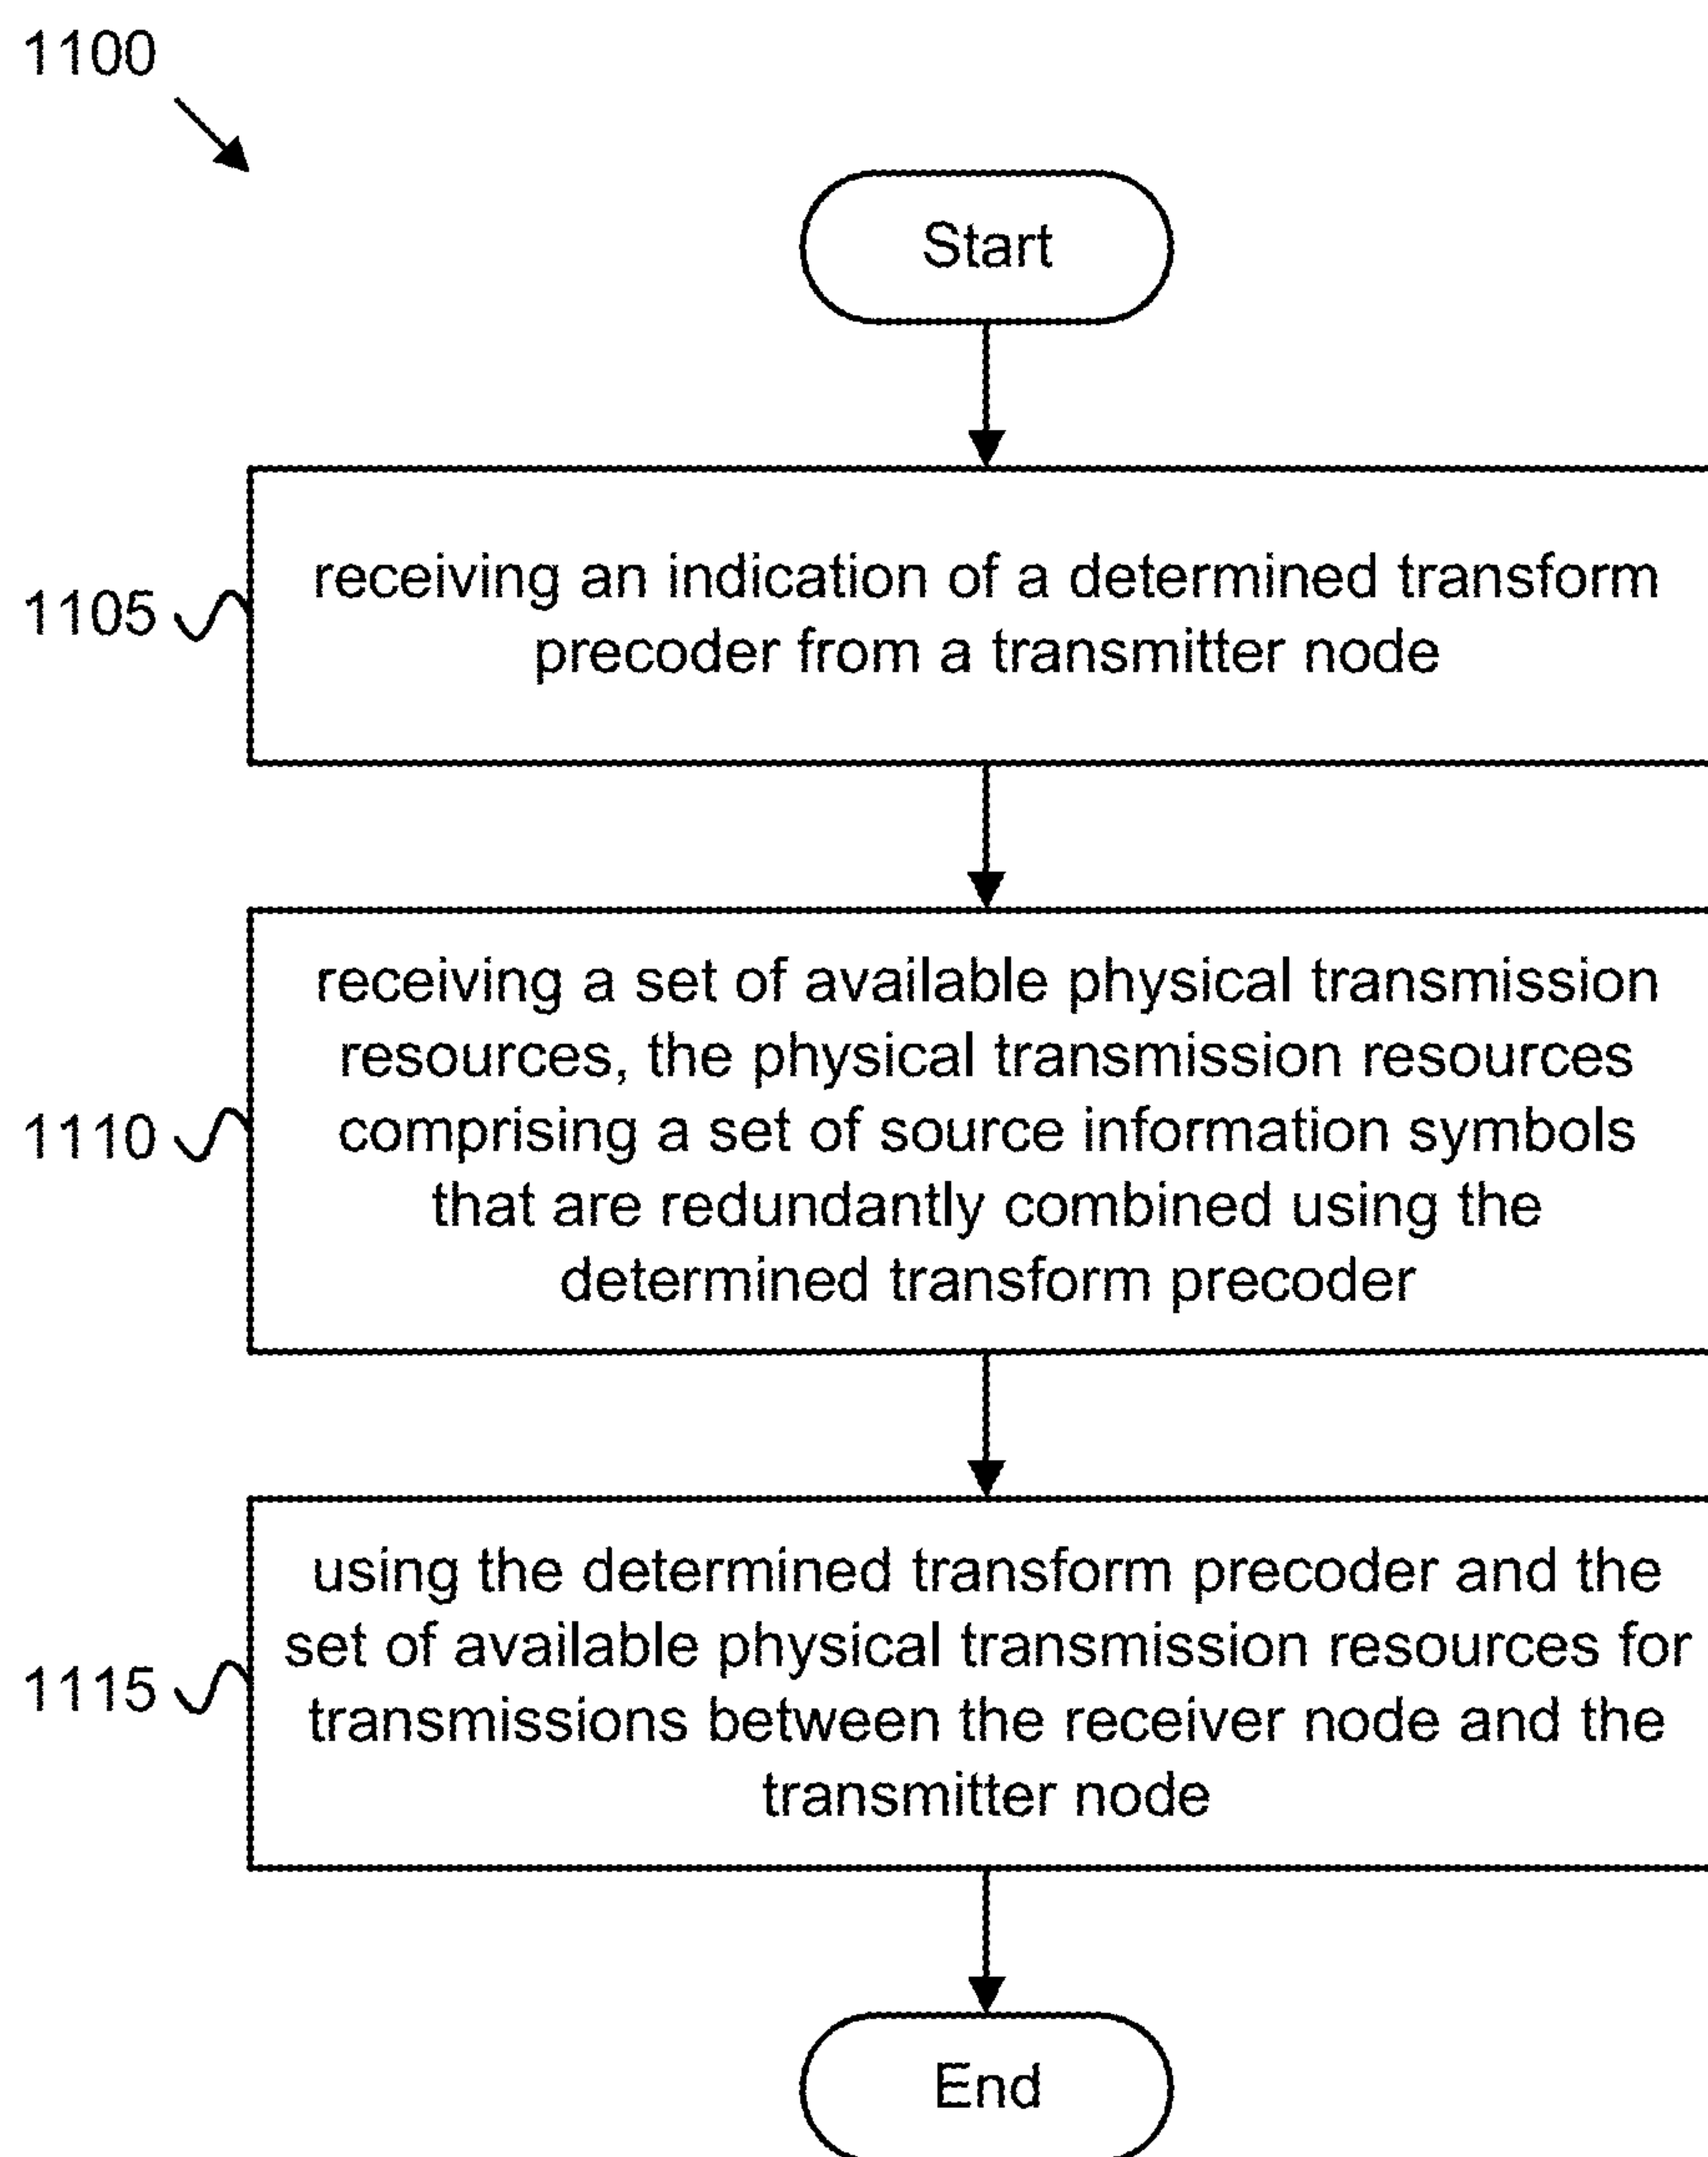 1100
Start
1105
receiving an indication of a determined transform
precoder from a transmitter node
1110
receiving a set of available physical transmission
resources, the physical transmission resources
comprising a set of source information symbols
that are redundantly combined using the
determined transform precoder
1115
using the determined transform precoder and the
set of available physical transmission resources for
transmissions between the receiver node and the
transmitter node
End